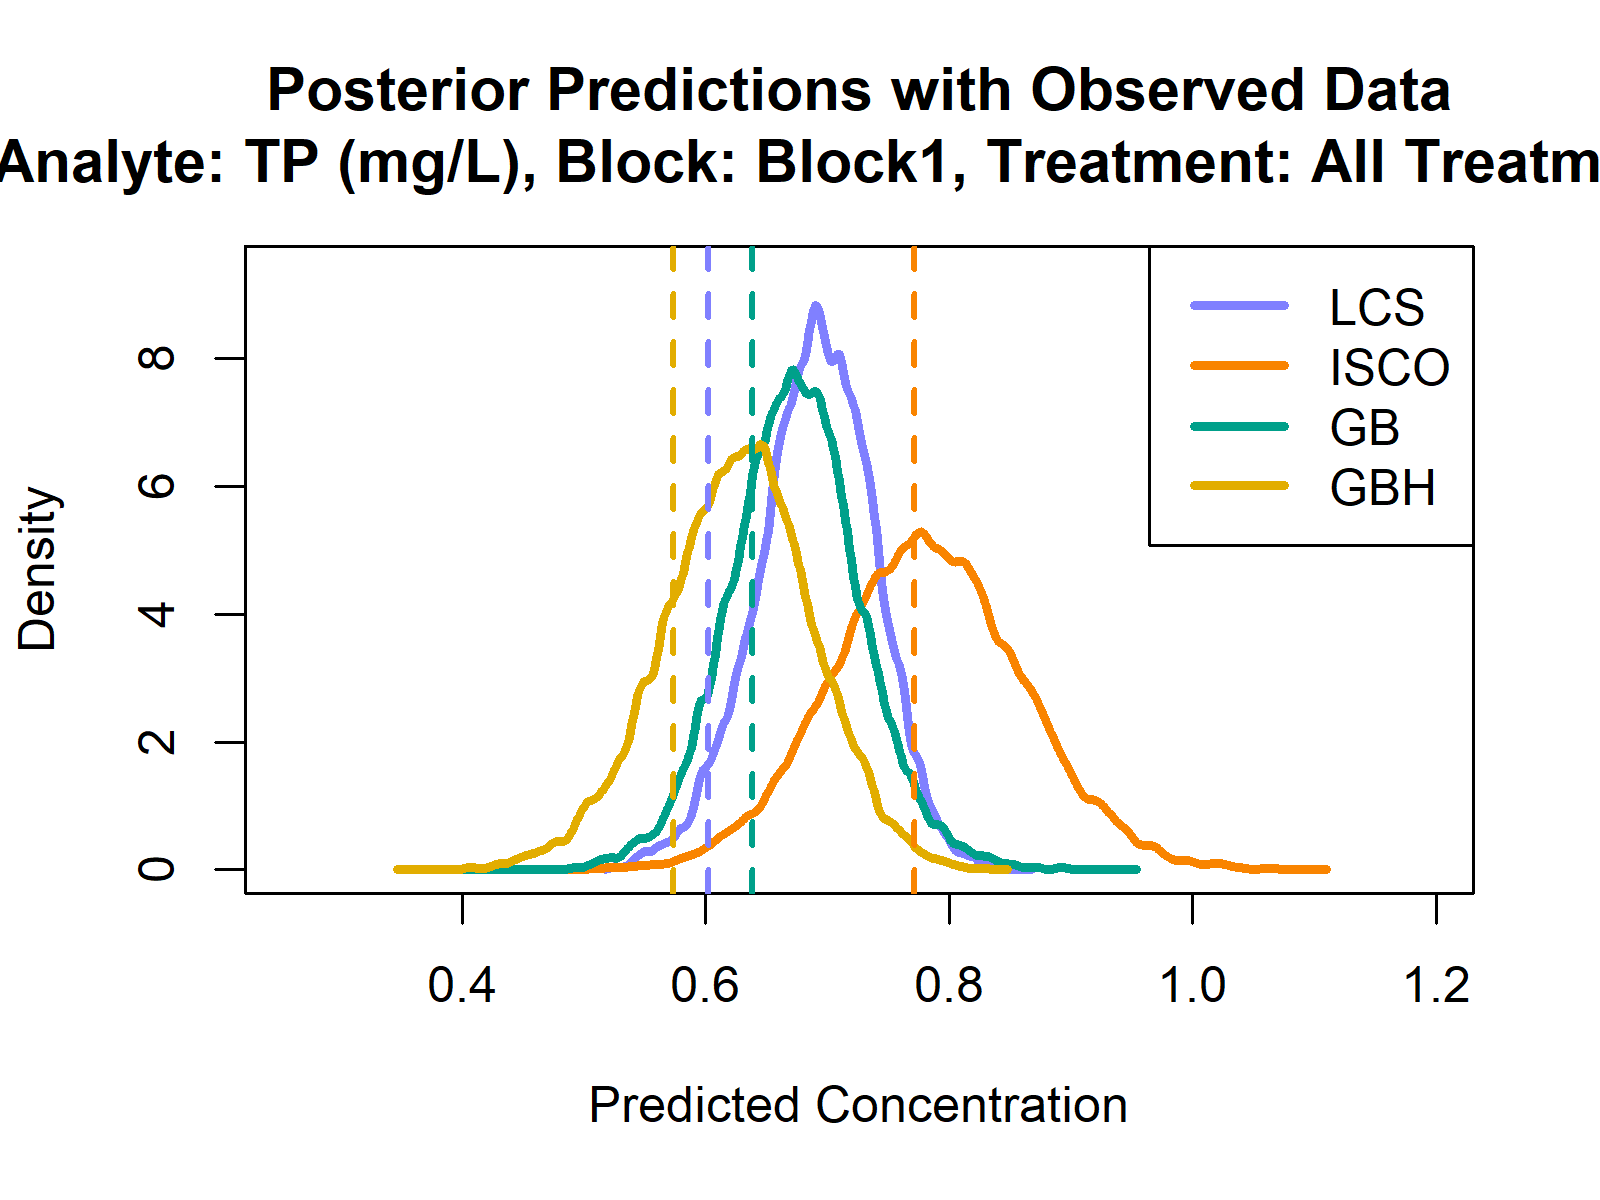 Posterior Predictions with Observed Data
Analyte: TP (mg/L), Block: Block1, Treatment: All Treatm
LCS
ISCO
GB
GBH
Density
0
2
4
6
8
0.4
0.6
0.8
1.0
1.2
Predicted Concentration